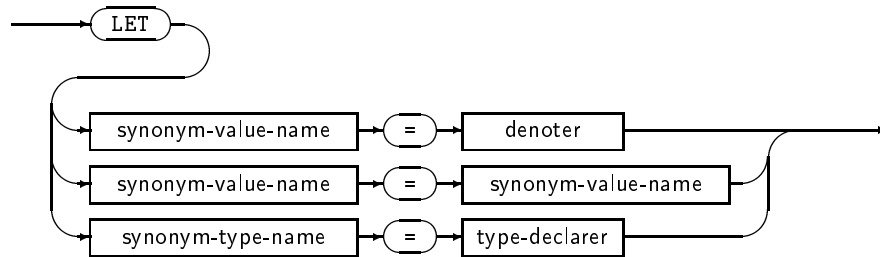 LET
synonym-value-name = denoter
synonym-value-name = synonym-value-name
synonym-type-name = type-declarer